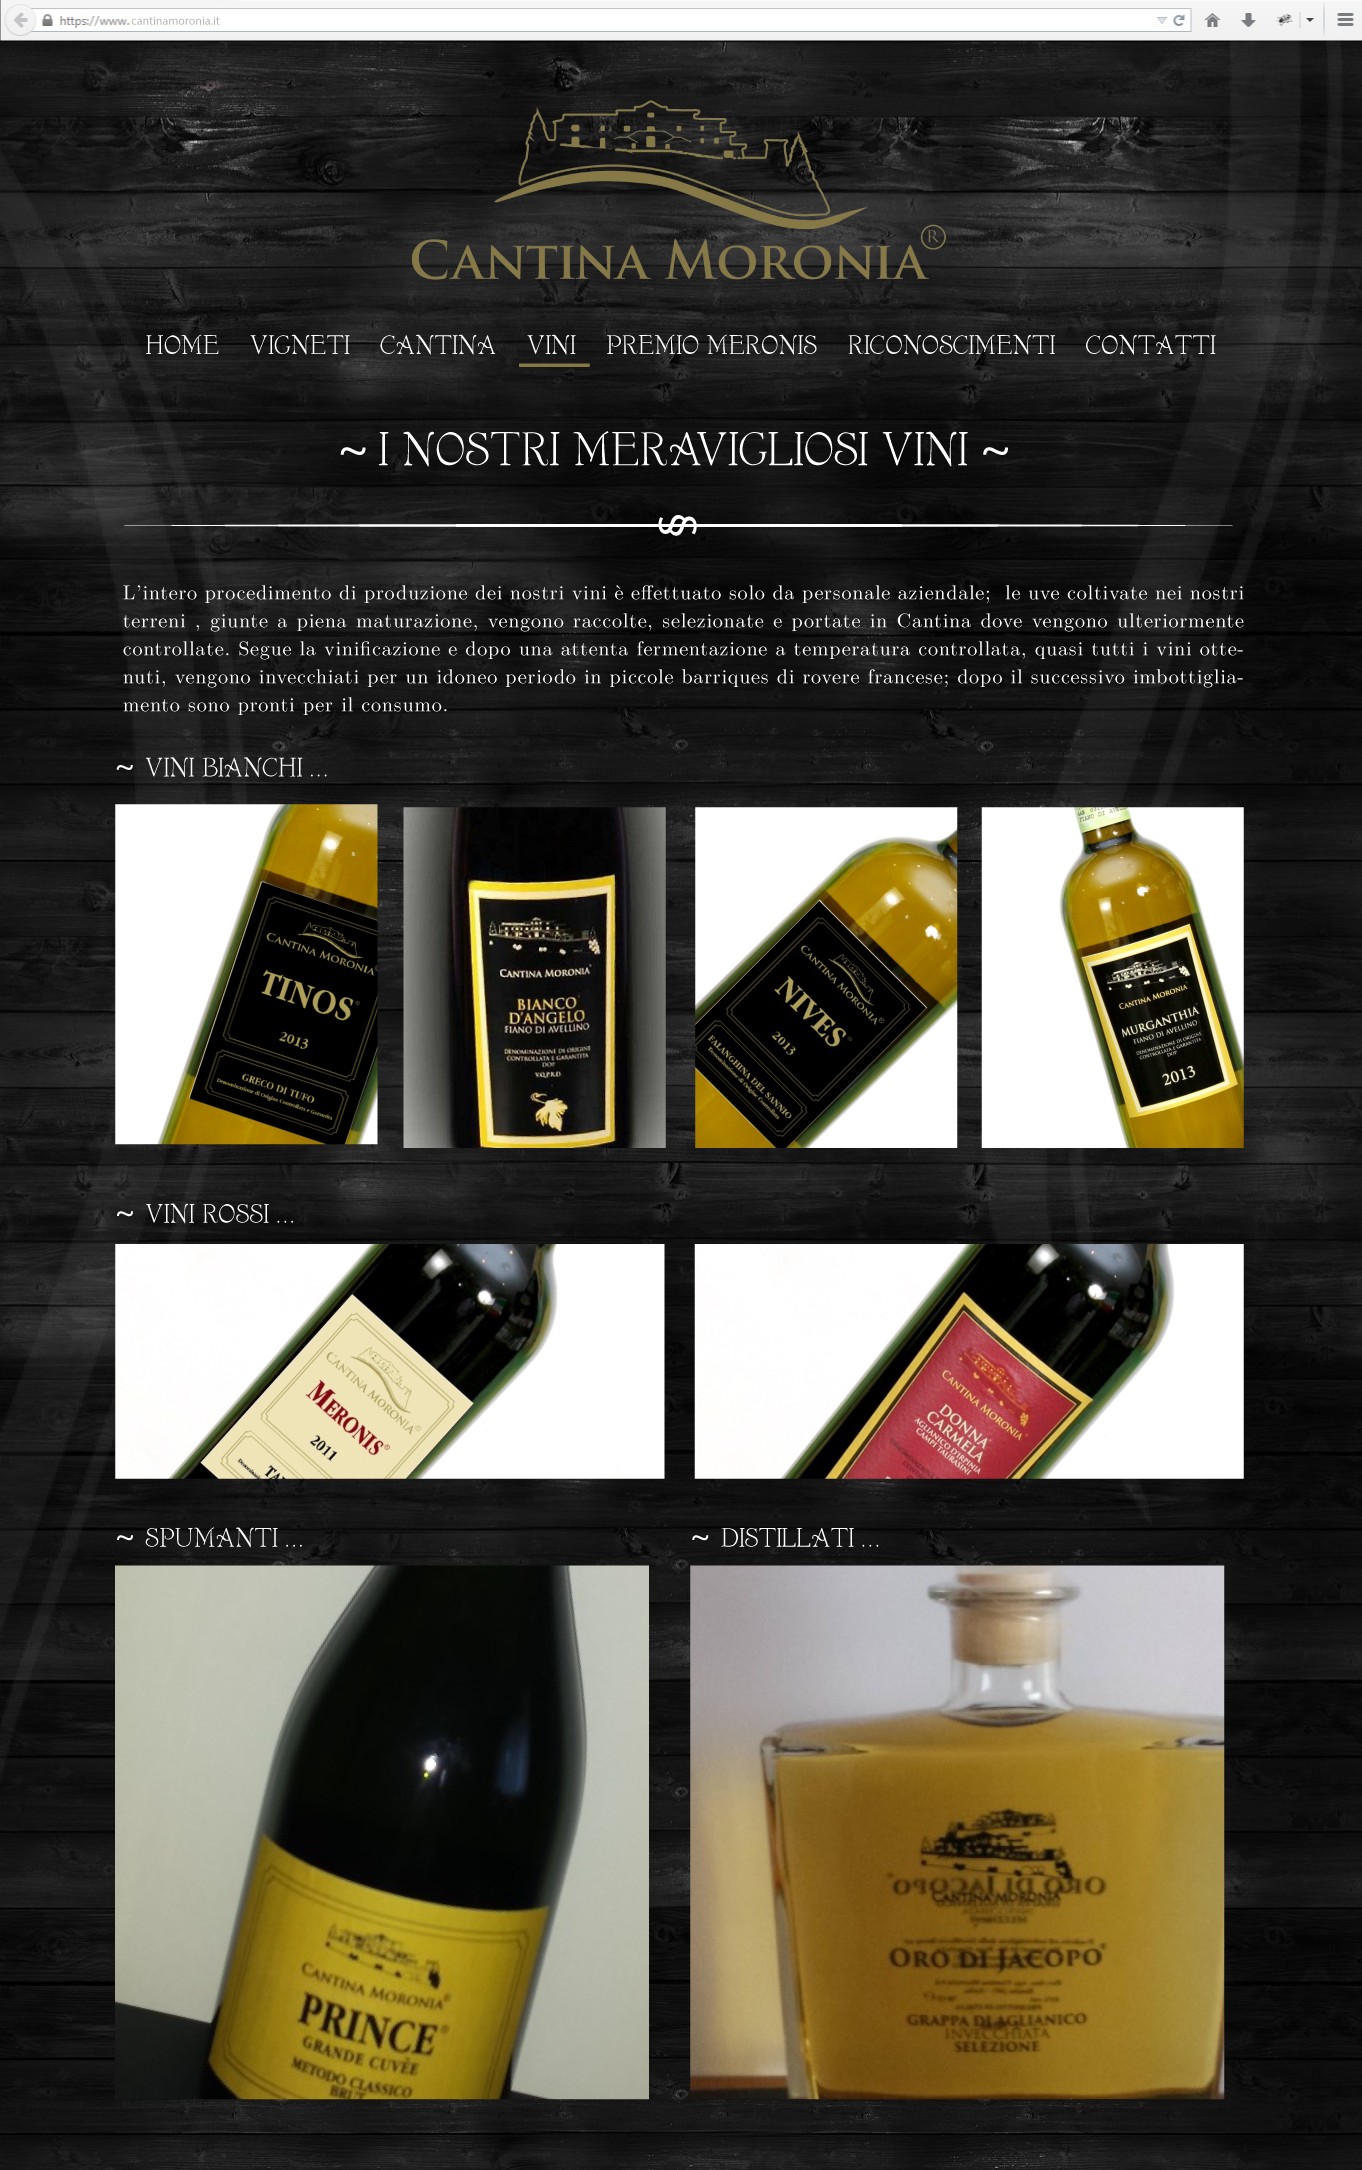 https://www.cantinamoronia.it
CANTINA MORONIA®
HOME VIGNETI CANTINA VINI PREMIO MERONIS RICONOSCIMENTI CONTATTI
~ I NOSTRI MERAVIGLIOSI VINI ~
L'intero procedimento di produzione dei nostri vini è effettuato solo da personale aziendale; le uve coltivate nei nostri
terreni , giunte a piena maturazione, vengono raccolte, selezionate e portate in Cantina dove vengono ulteriormente
controllate. Segue la vinificazione e dopo una attenta fermentazione a temperatura controllata, quasi tutti i vini otte-
nuti, vengono invecchiati per un idoneo periodo in piccole barriques di rovere francese; dopo il successivo imbottiglia-
mento sono pronti per il consumo.
~ VINI BIANCHI ...
CANTINA MORONIA
TINOS®
2013
GRECO DI TUFO
Denominazione di Origine Controllata e Garantita
CANTINA MORONIA®
BIANCO
D'ANGELO
FIANO DI AVELLINO
DENOMINAZIONE DI ORIGINE
CONTROLLATA E GARANTITA
DOP
V.Q.P.R.D.
CANTINA MORONIA®
NIVES®
2013
FALANGHINA DEL SANNIO
Denominazione di Origine Controllata
FIANO DI AVEL
CANTINA MORONIA
MURGANTHIA®
FIANO DI AVELLINO
DENOMINAZIONE DI ORIGINE
CONTROLLATA E GARANTITA
DOP
2013
~ VINI ROSSI ...
CANTINA MORONIA®
MERONIS®
2011
TAU
CANTINA MORONIA®
DONNA
CARMELA®
AGLIANICO D'IRPINIA
CAMPI TAURASINI
~ SPUMANTI ...
~ DISTILLATI ...
CANTINA MORONIA®
PRINCE®
GRANDE CUVÈE
METODO CLASSICO
BRUT
CANTINA MORONIA
ORO DI JACOPO®
GRAPPA DI AGLIANICO
INVECCHIATA
SELEZIONE